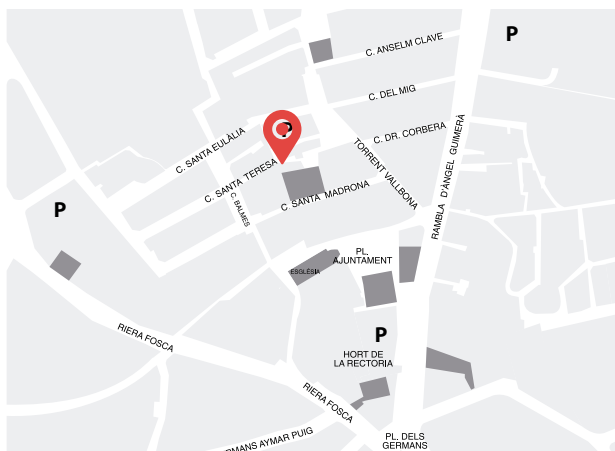 P
C. ANSELM CLAVE
C. DEL MIG
C. DR. CORBERA
P
C. SANTA EULÀLIA
C. SANTA TERESA
TORRENT VALLBONA
RAMBLA D'ÀNGEL GUIMERÀ
C. SANTA MADRONA
C. BALMES
P
PL.
AJUNTAMENT
ESGLÉSIA
P
RIERA FOSCA
HORT DE
LA RECTORIA
RIERA FOSCA
RMANS AYMAR PUIG
PL. DELS
GERMANS